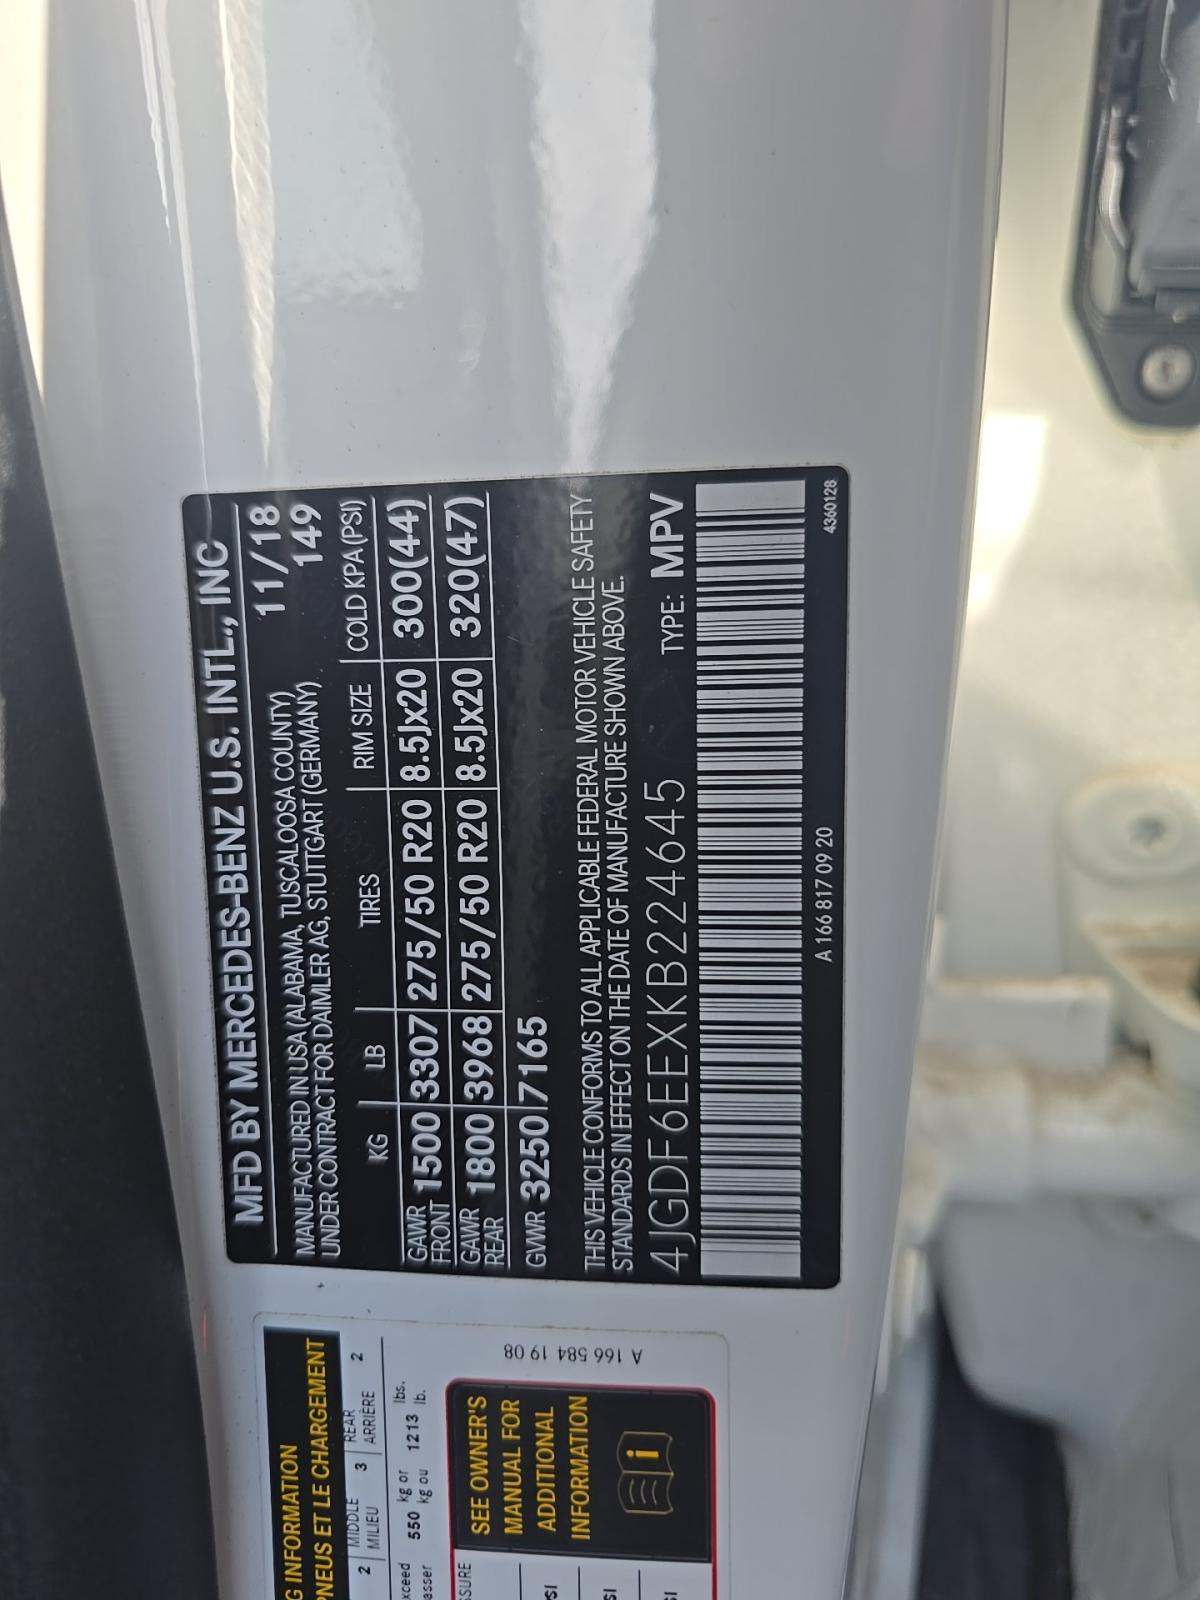 MFD BY MERCEDES-BENZ U.S. INTL., INC
MANUFACTURED IN USA (ALABAMA, TUSCALOOSA COUNTY) 11/18
UNDER CONTRACT FOR DAIMLER AG, STUTTGART (GERMANY) 149
KG LB TIRES RIM SIZE COLD KPA(PSI)
GAWR FRONT 1500 3307 275/50 R20 8.5Jx20 300(44)
GAWR REAR 1800 3968 275/50 R20 8.5Jx20 320(47)
GVWR 3250 7165
THIS VEHICLE CONFORMS TO ALL APPLICABLE FEDERAL MOTOR VEHICLE SAFETY
STANDARDS IN EFFECT ON THE DATE OF MANUFACTURE SHOWN ABOVE.
4JGDF6EEXKB224645 TYPE: MPV
A 166 817 09 20
4360128
INFORMATION
PNEUS ET LE CHARGEMENT
2 MIDDLE MILIEU 3 REAR ARRIÈRE 2
550 kg or 1213 lbs.
kg ou lb.
SEE OWNER'S
MANUAL FOR
ADDITIONAL
INFORMATION
A 166 584 19 08